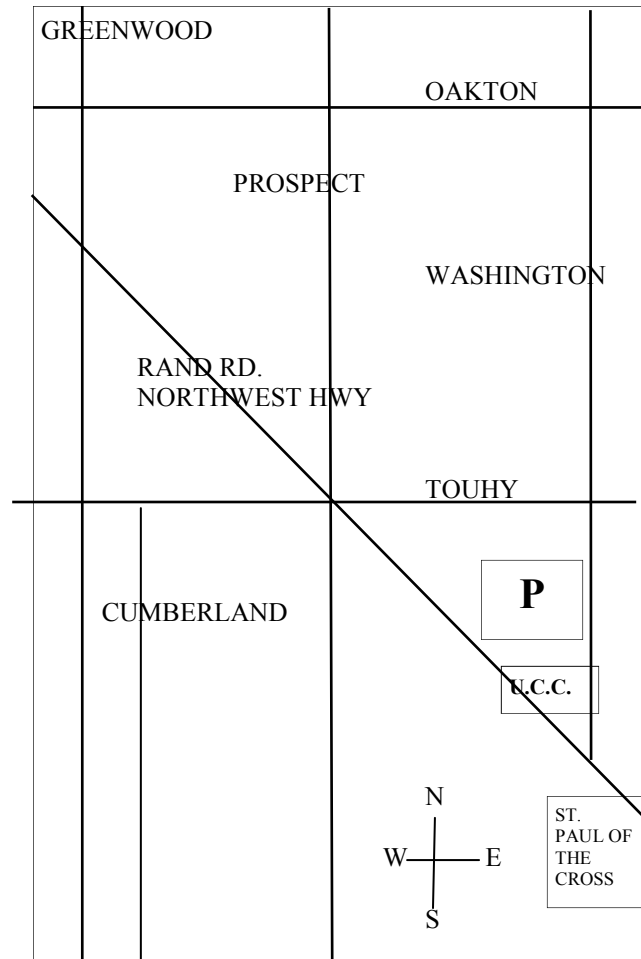 GREENWOOD
OAKTON
PROSPECT
WASHINGTON
RAND RD.
NORTHWEST HWY
TOUHY
P
CUMBERLAND
U.C.C.
N
W E
S
ST.
PAUL OF
THE
CROSS